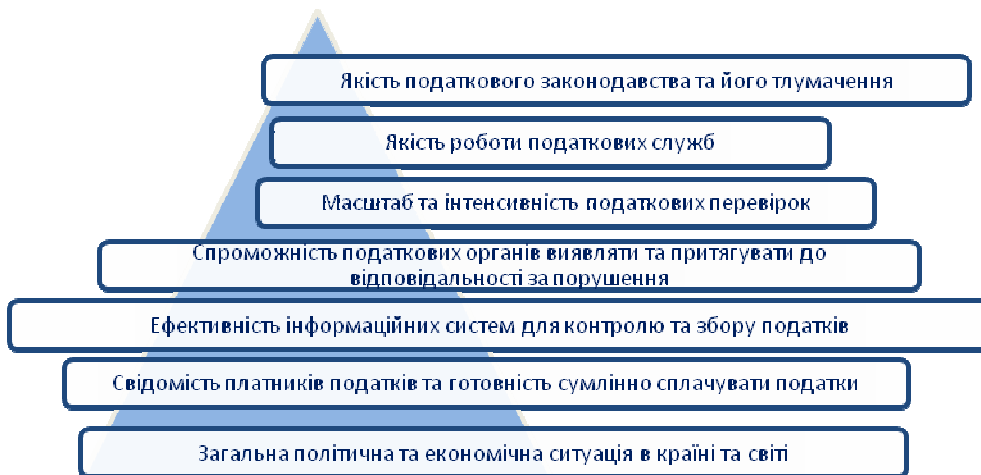 Якість податкового законодавства та його тлумачення
Якість роботи податкових служб
Масштаб та інтенсивність податкових перевірок
Спроможність податкових органів виявляти та притягувати до
відповідальності за порушення
Ефективність інформаційних систем для контролю та збору податків
Свідомість платників податків та готовність сумлінно сплачувати податки
Загальна політична та економічна ситуація в країні та світі